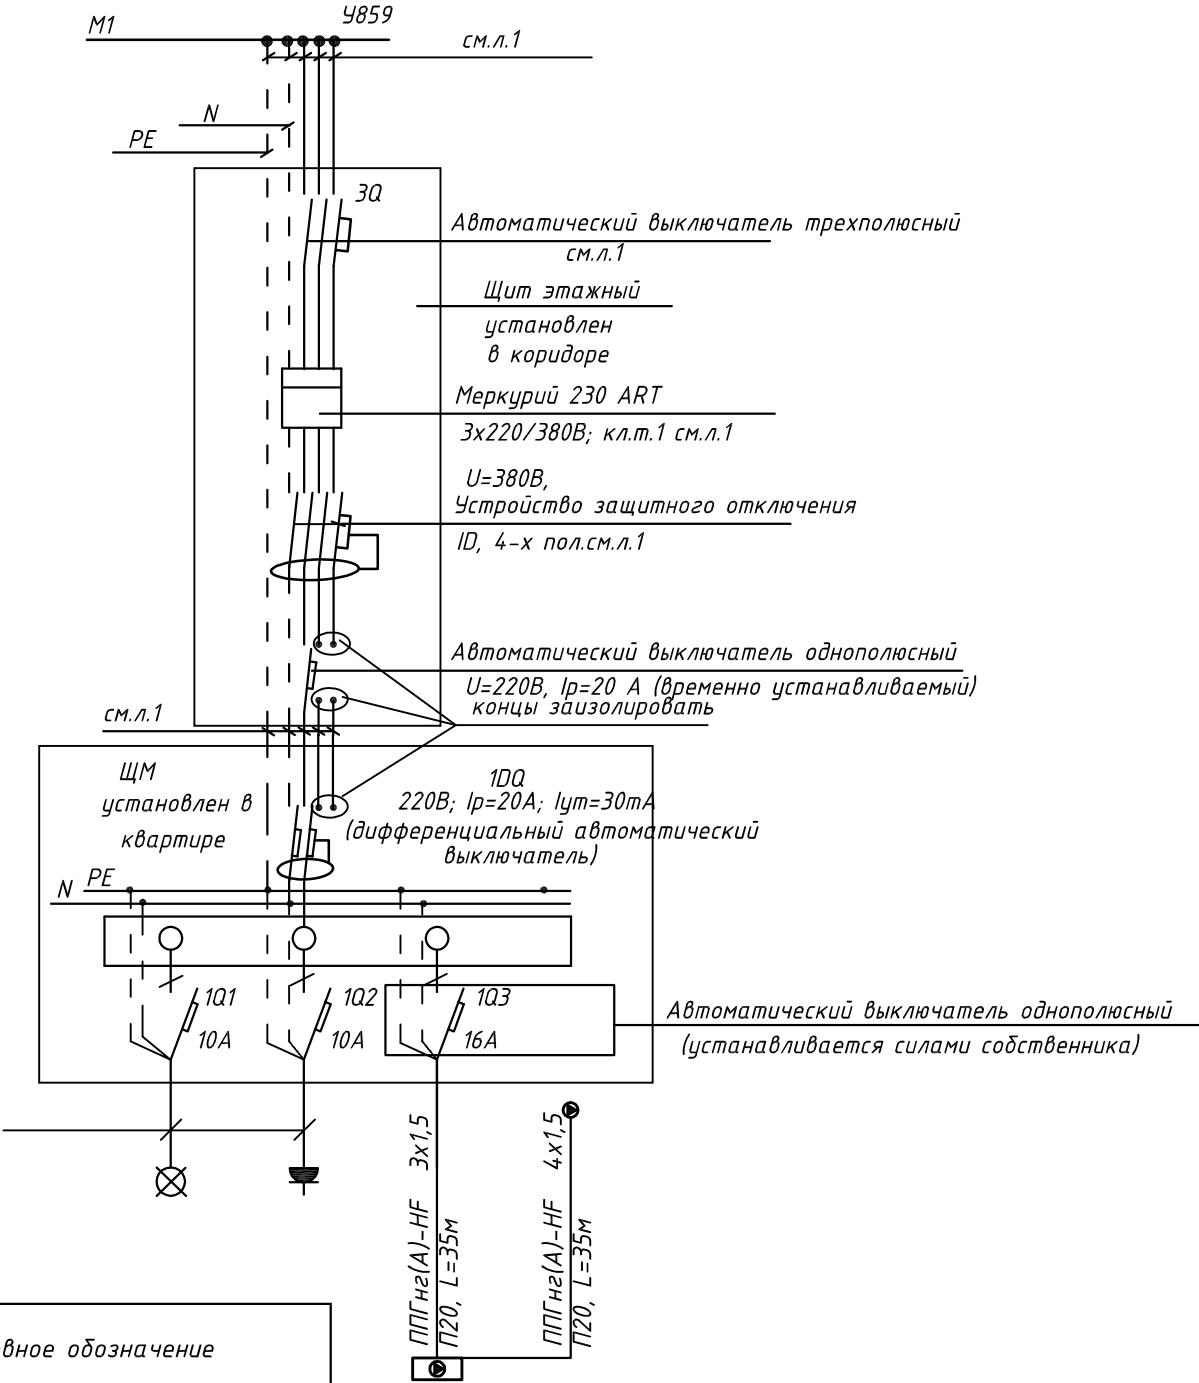 М1
У859
см.л.1
N
PE
3Q
Автоматический выключатель трехполюсный
см.л.1
Щит этажный
установлен
в коридоре
Меркурий 230 ART
3х220/380В; кл.т.1 см.л.1
U=380В,
Устройство защитного отключения
ID, 4-х пол.см.л.1
Автоматический выключатель однополюсный
U=220В, Iр=20 А (временно устанавливаемый)
концы заизолировать
см.л.1
ЩМ
установлен в
квартире
1DQ
220В; Iр=20А; Iут=30mA
(дифференциальный автоматический
выключатель)
PE
N
1Q1
10А
1Q2
10А
1Q3
16А
Автоматический выключатель однополюсный
(устанавливается силами собственника)
ППГнг(А)-HF 3х1,5
П20, L=35м
ППГнг(А)-HF 4х1,5
П20, L=35м
вное обозначение